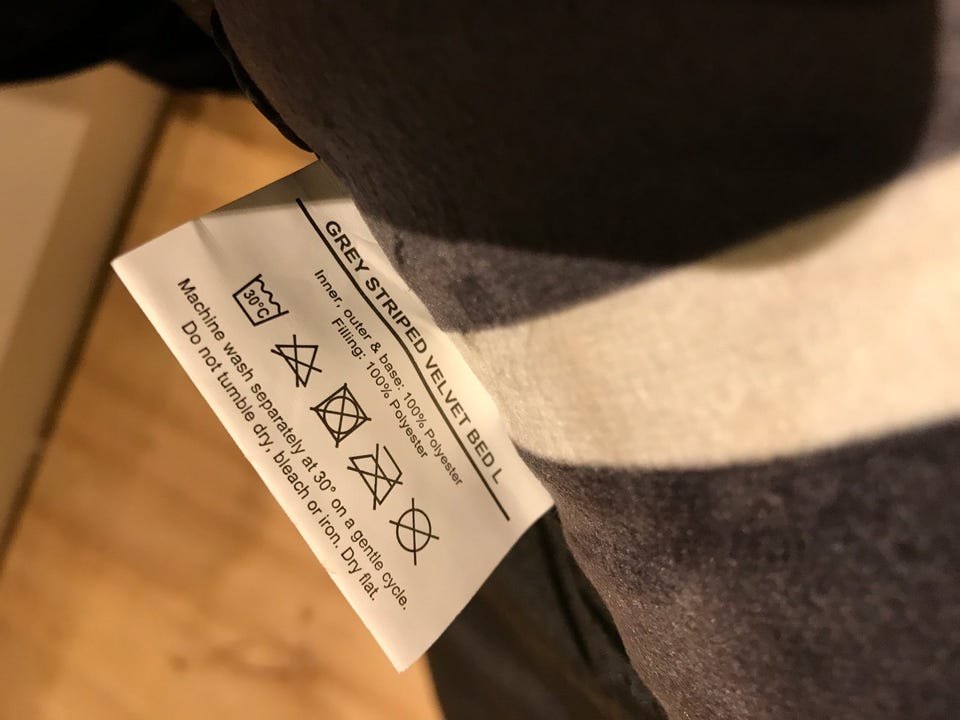 GREY STRIPED VELVET BED L
Inner, outer & base: 100% Polyester
Filling: 100% Polyester
30°C
Machine wash separately at 30° on a gentle cycle.
Do not tumble dry, bleach or iron. Dry flat.